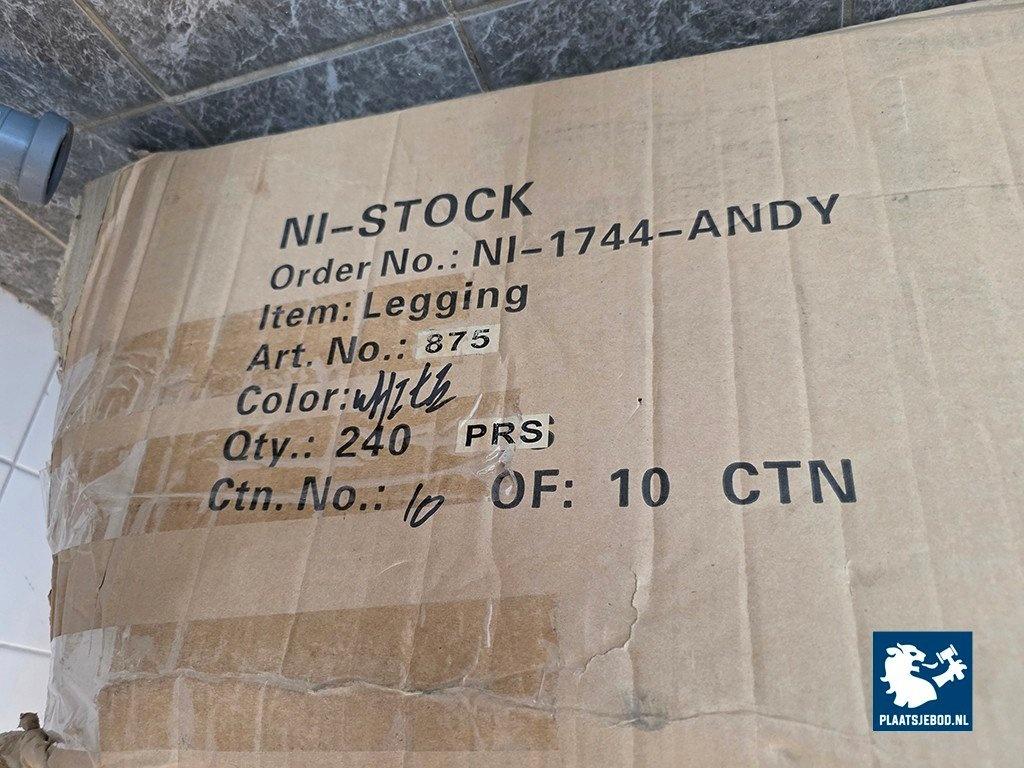 NI-STOCK
Order No.: NI-1744-ANDY
Item: Legging
Art. No.: 875
Color: WHITE
Qty.: 240 PRS
Ctn. No.: 10 OF: 10 CTN
PLAATSJEBOD.NL